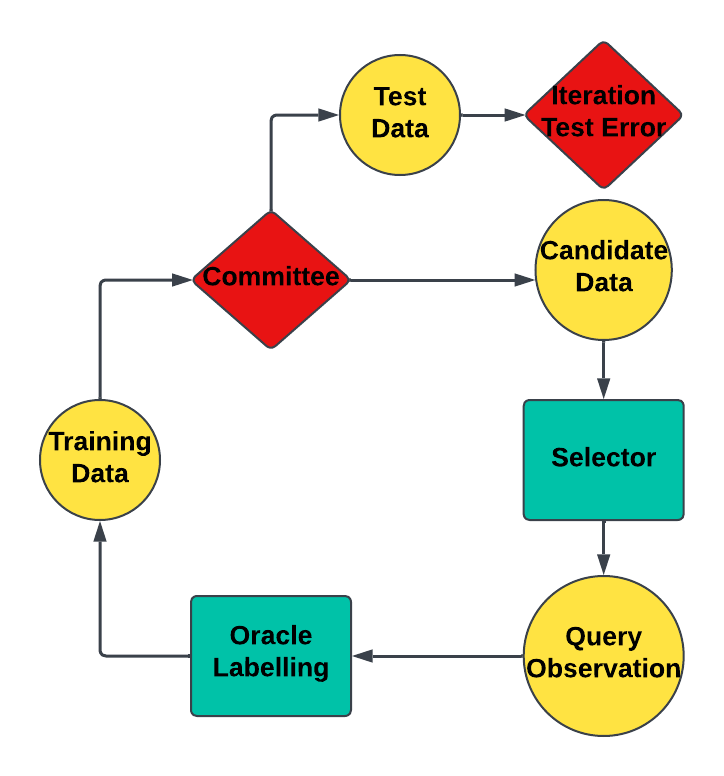 Test
Data
Iteration
Test Error
Committee
Candidate
Data
Training
Data
Selector
Oracle
Labelling
Query
Observation